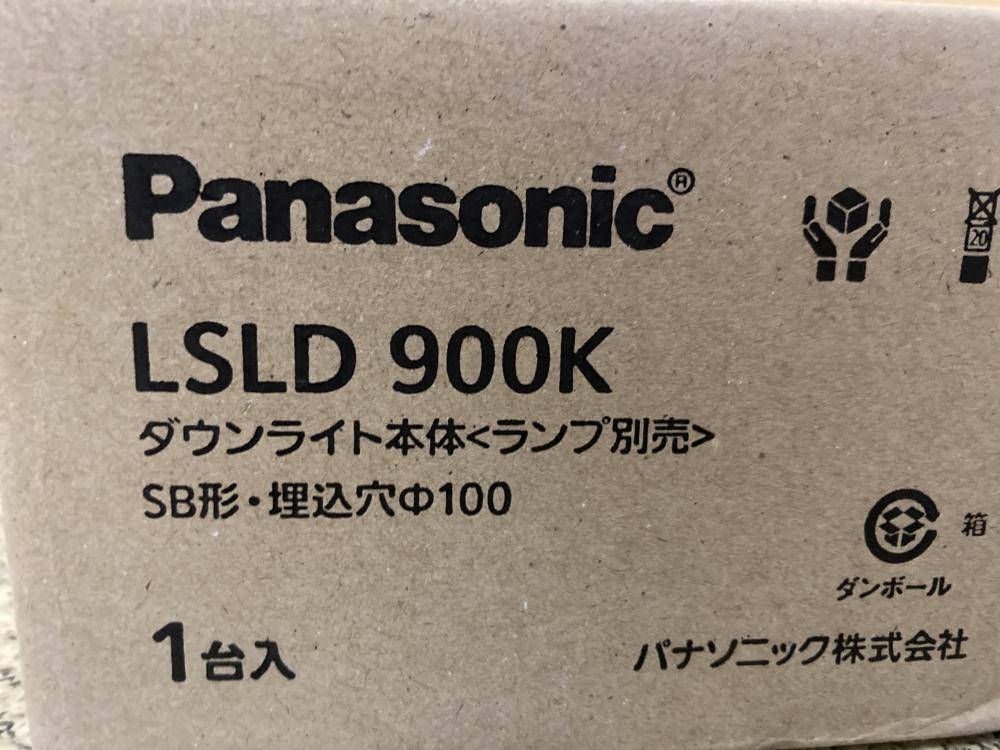 Panasonic®
20
LSLD 900K
ダウンライト本体<ランプ別売>
SB形・埋込穴Φ100
箱
ダンボール
1台入
パナソニック株式会社